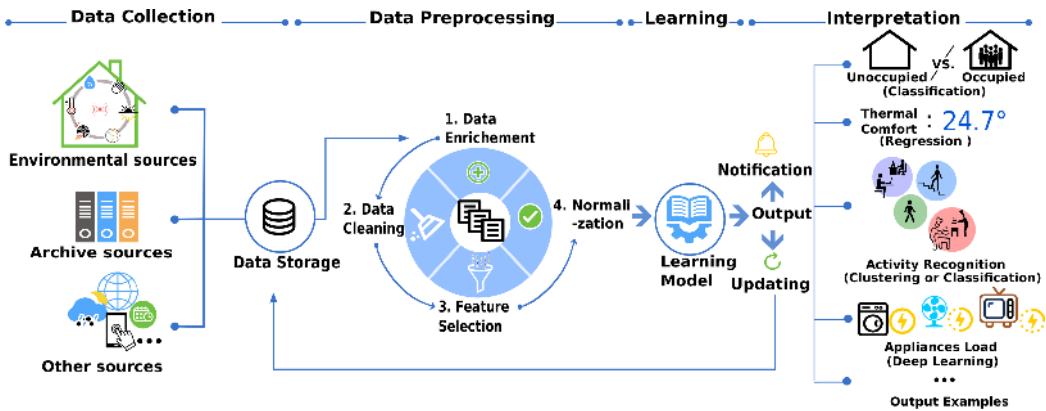 Data Collection
Data Preprocessing
Learning
Interpretation
Environmental sources
Archive sources
Other sources
Data Storage
1. Data
Enrichement
2. Data
Cleaning
3. Feature
Selection
4. Normali
-zation
Learning
Model
Notification
Output
Updating
VS.
Unoccupied
Occupied
(Classification)
Thermal
Comfort : 24.7°
(Regression )
Activity Recognition
(Clustering or Classification)
Appliances Load
(Deep Learning)
•••
Output Examples